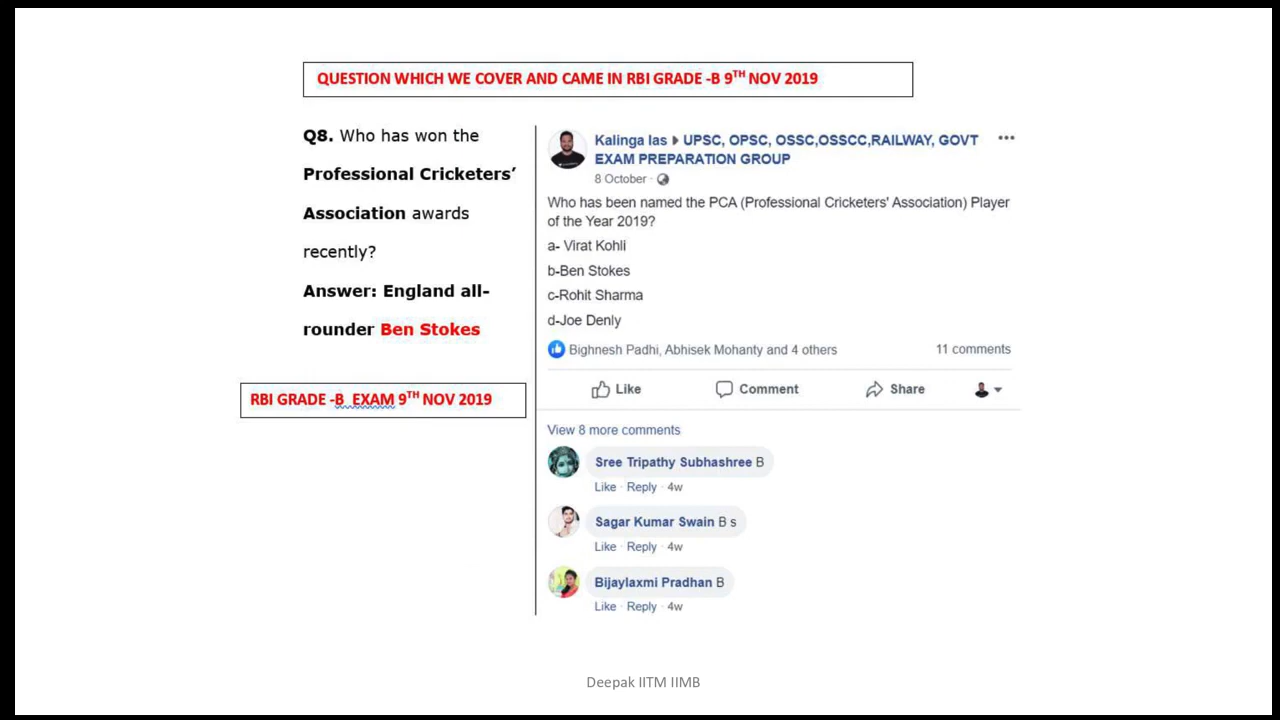 QUESTION WHICH WE COVER AND CAME IN RBI GRADE -B 9TH NOV 2019
Q8. Who has won the
Professional Cricketers'
Association awards
recently?
Answer: England all-
rounder Ben Stokes
RBI GRADE -B EXAM 9TH NOV 2019
Kalinga Ias ▸ UPSC, OPSC, OSSC,OSSCC,RAILWAY, GOVT
EXAM PREPARATION GROUP
8 October ·
Who has been named the PCA (Professional Cricketers' Association) Player
of the Year 2019?
a- Virat Kohli
b-Ben Stokes
c-Rohit Sharma
d-Joe Denly
Bighnesh Padhi, Abhisek Mohanty and 4 others 11 comments
Like Comment Share
View 8 more comments
Sree Tripathy Subhashree B
Like · Reply · 4w
Sagar Kumar Swain B s
Like · Reply · 4w
Bijaylaxmi Pradhan B
Like · Reply · 4w
Deepak IITM IIMB